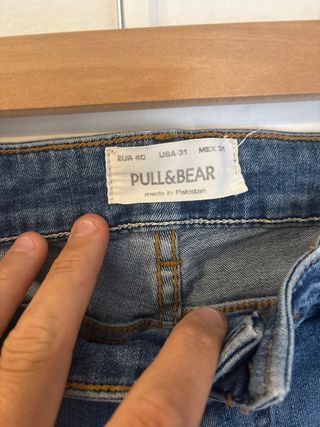 EUR 40 USA 31 MEX 31
PULL&BEAR
made in Pakistan